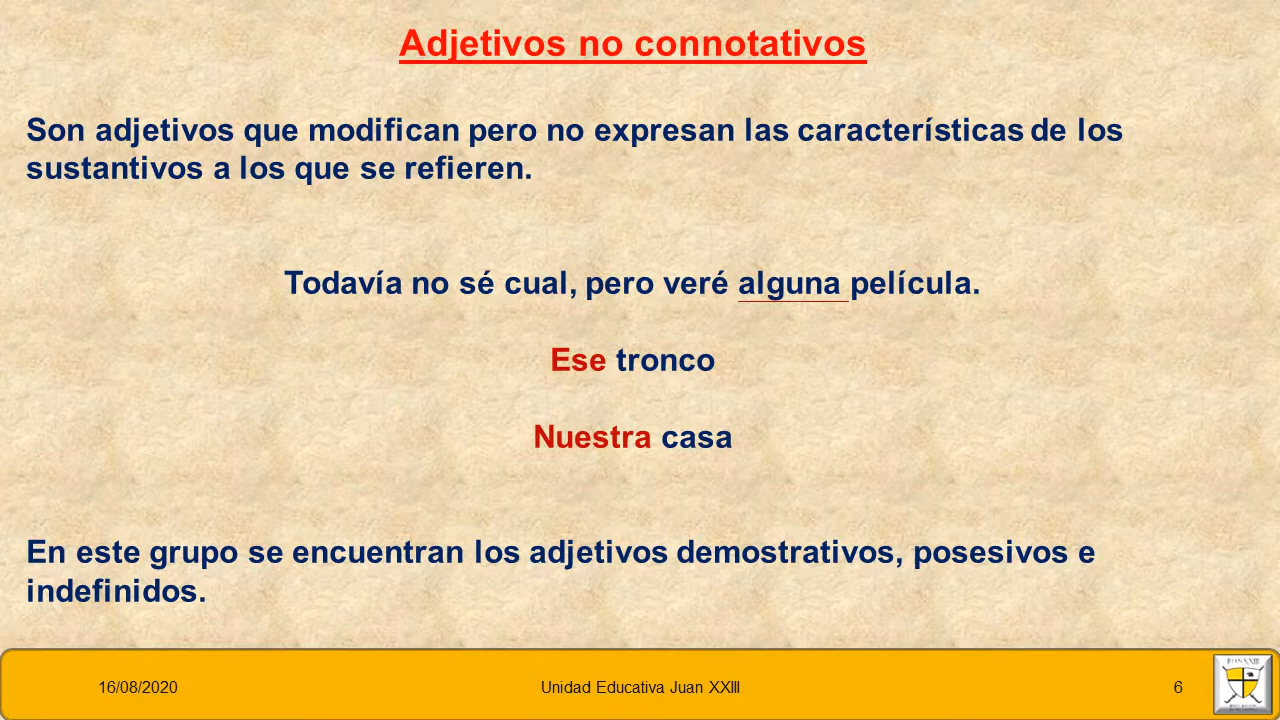 Adjetivos no connotativos
Son adjetivos que modifican pero no expresan las características de los
sustantivos a los que se refieren.
Todavía no sé cual, pero veré alguna película.
Ese tronco
Nuestra casa
En este grupo se encuentran los adjetivos demostrativos, posesivos e
indefinidos.
16/08/2020
Unidad Educativa Juan XXIII
6
JUAN XXIII